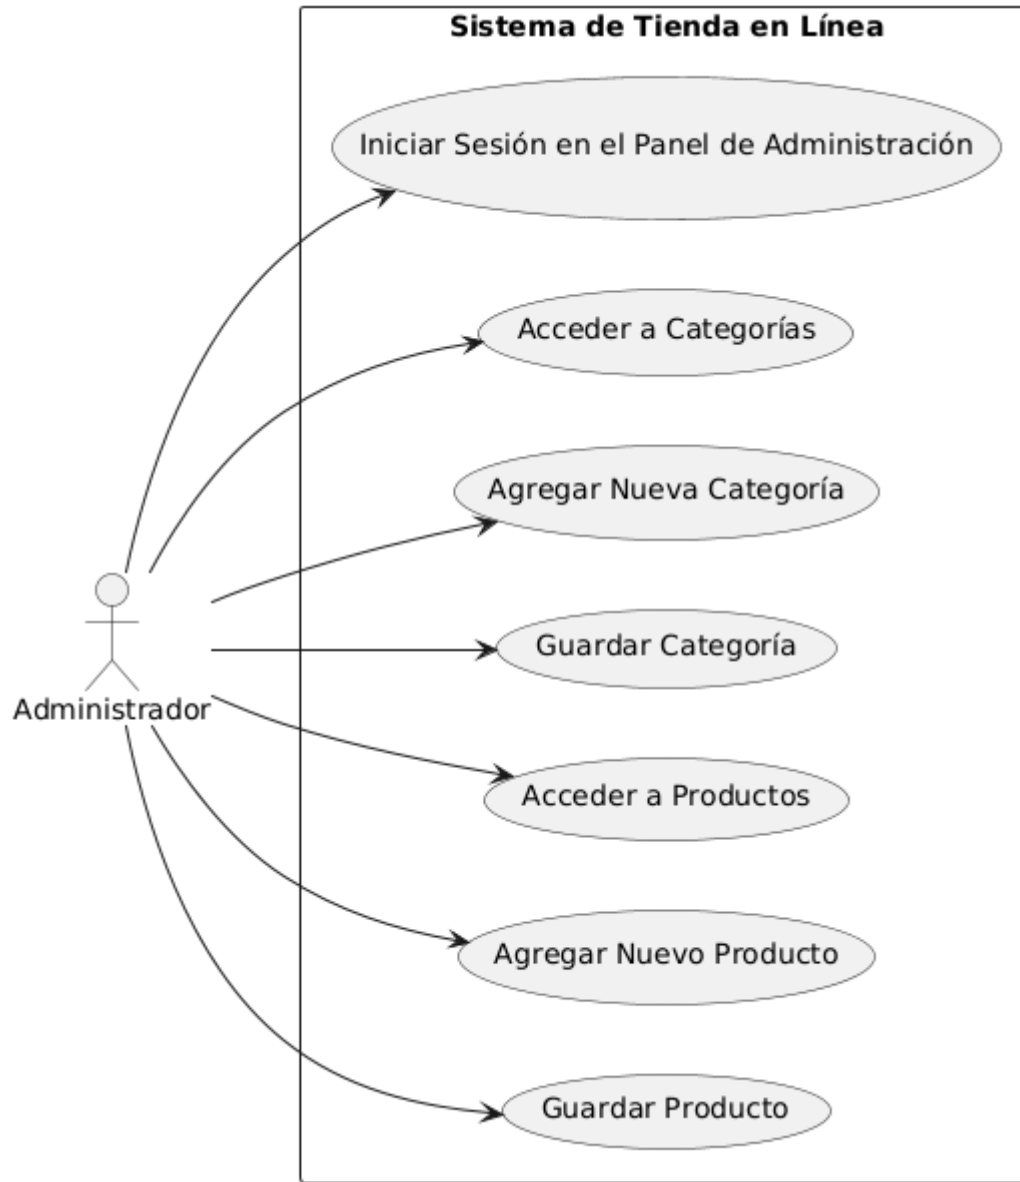 Sistema de Tienda en Línea
Iniciar Sesión en el Panel de Administración
Acceder a Categorías
Agregar Nueva Categoría
Guardar Categoría
Administrador
Acceder a Productos
Agregar Nuevo Producto
Guardar Producto